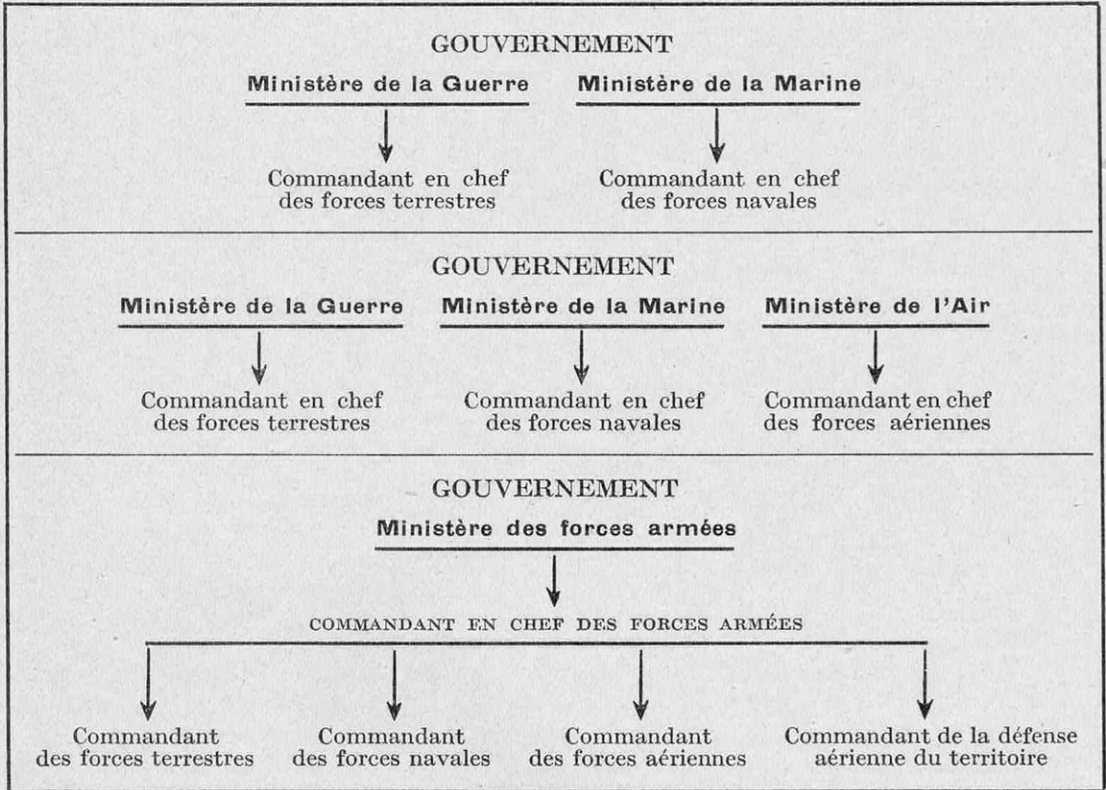 GOUVERNEMENT
Ministère de la Guerre
Ministère de la Marine
Commandant en chef
des forces terrestres
Commandant en chef
des forces navales
GOUVERNEMENT
Ministère de la Guerre
Ministère de la Marine
Ministère de l'Air
Commandant en chef
des forces terrestres
Commandant en chef
des forces navales
Commandant en chef
des forces aériennes
GOUVERNEMENT
Ministère des forces armées
COMMANDANT EN CHEF DES FORCES ARMÉES
Commandant
des forces terrestres
Commandant
des forces navales
Commandant
des forces aériennes
Commandant de la défense
aérienne du territoire